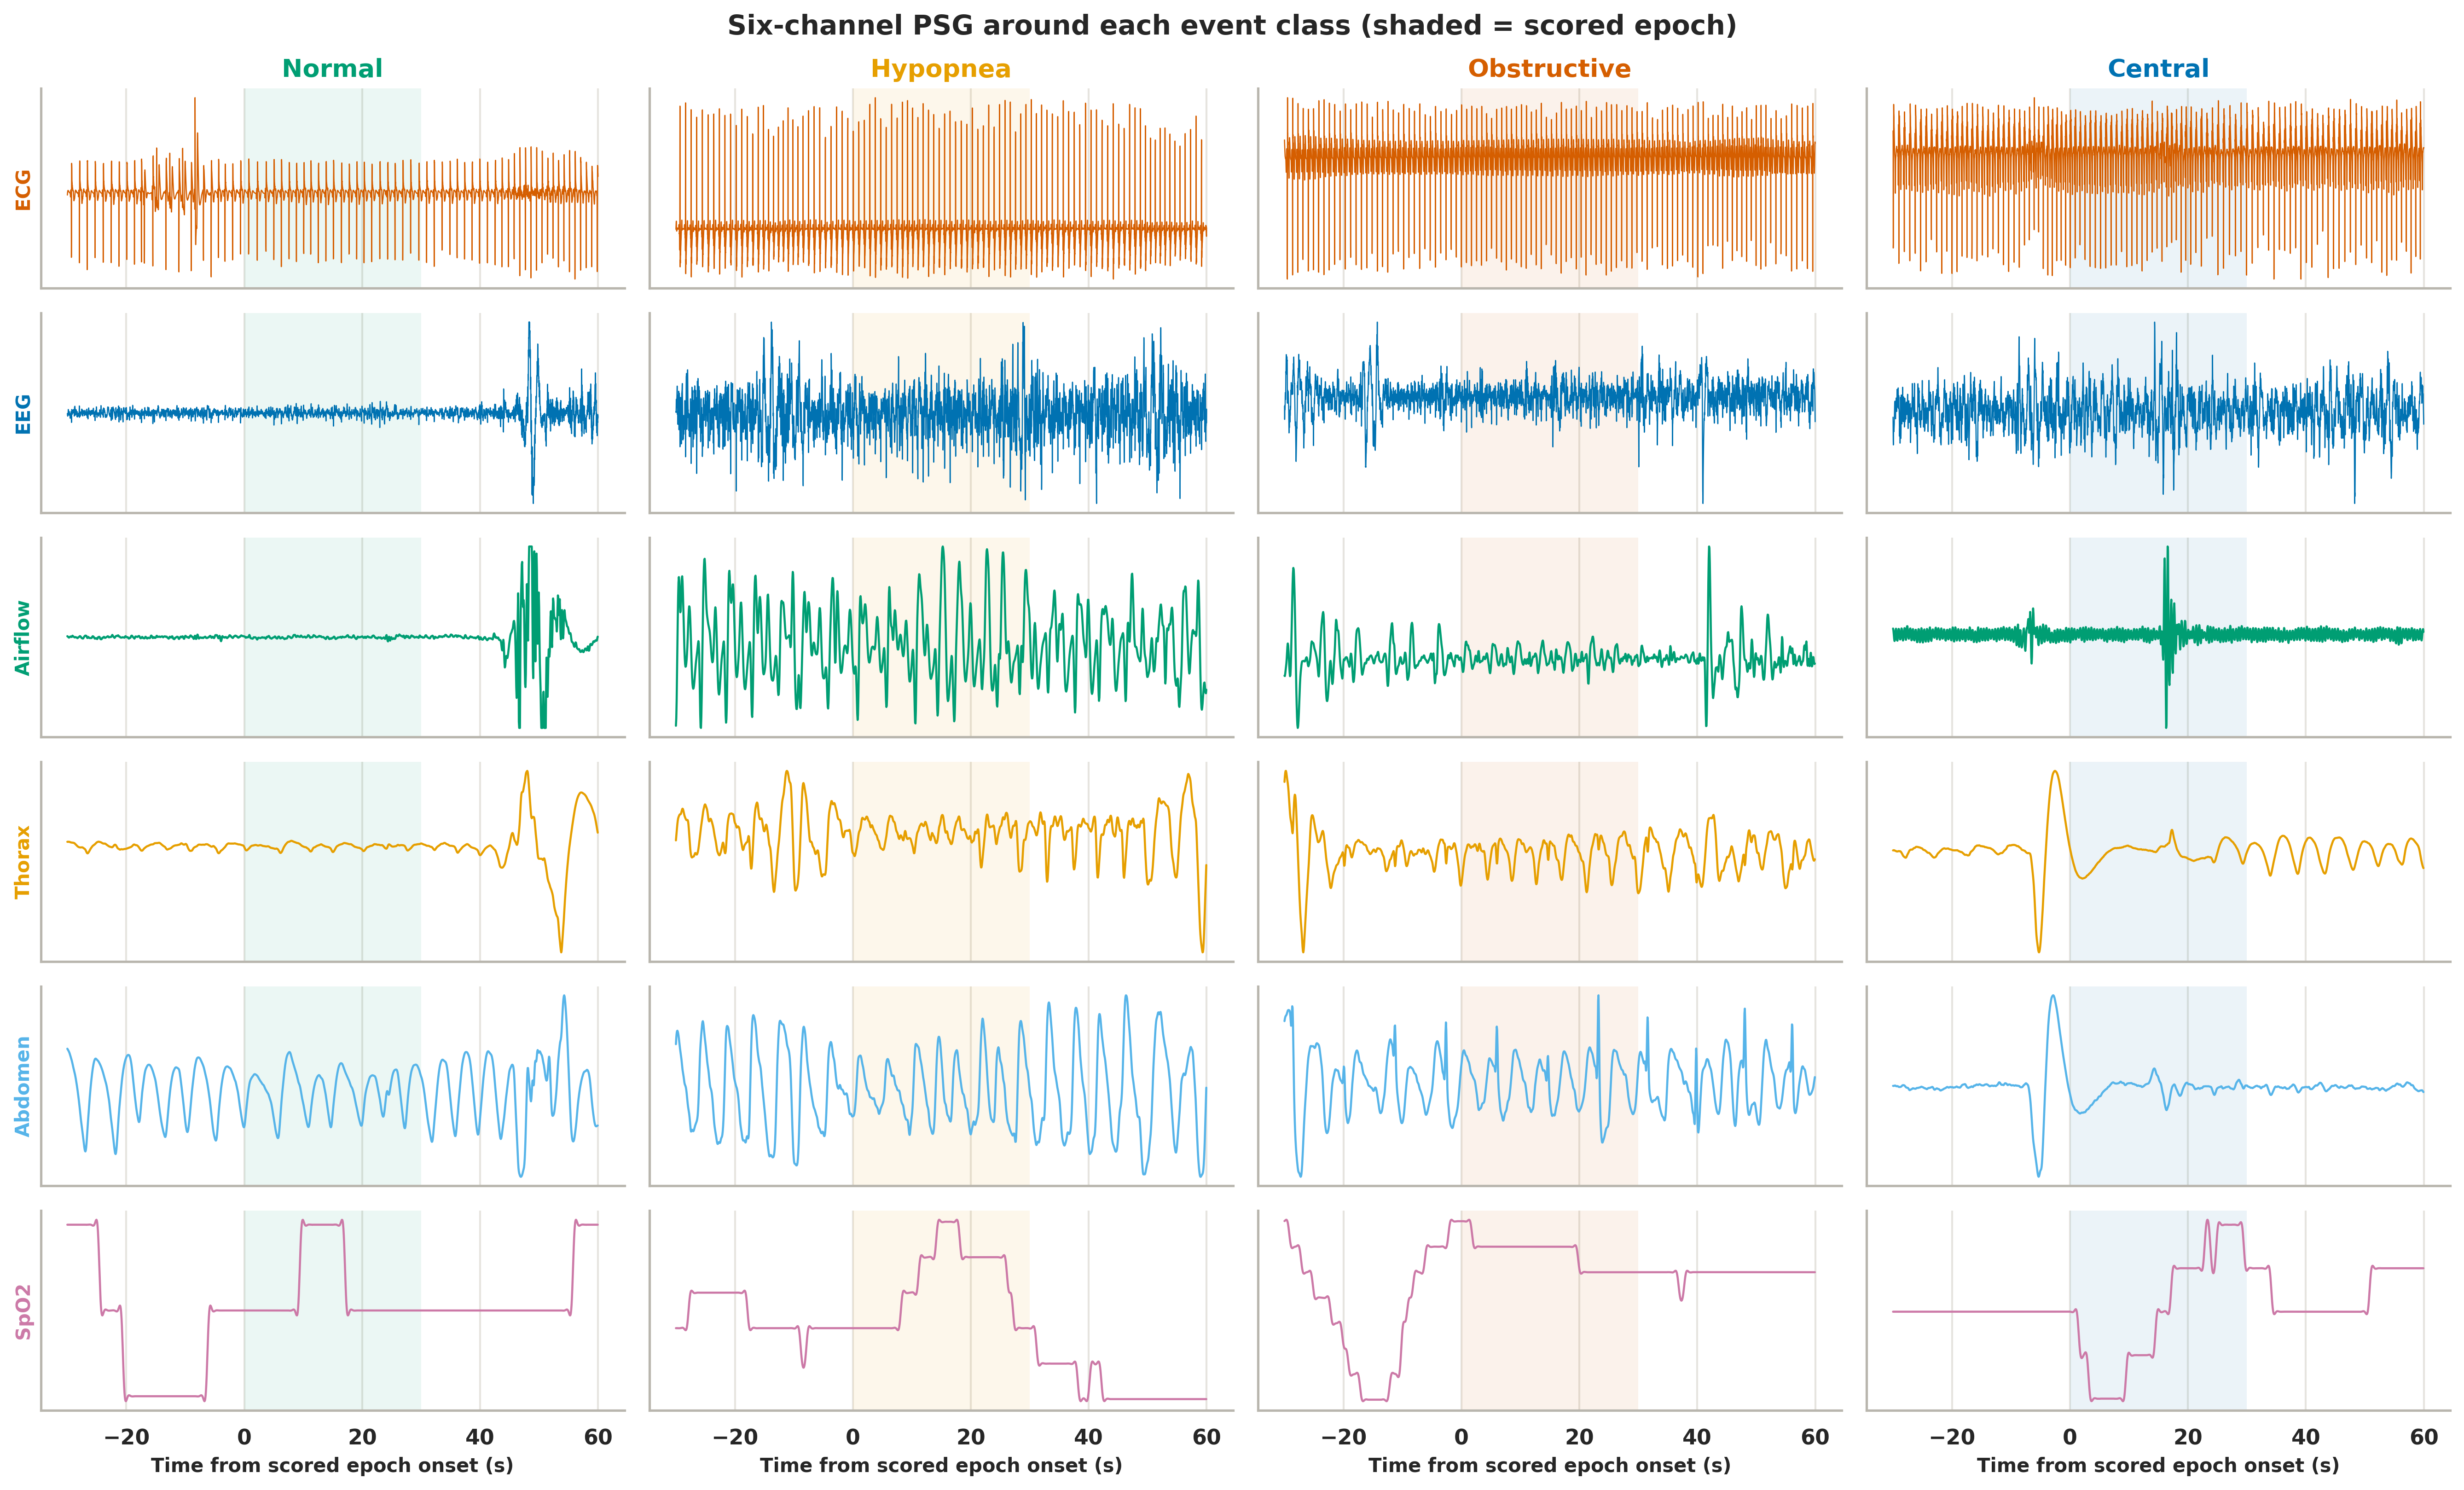 Six-channel PSG around each event class (shaded = scored epoch)
Normal Hypopnea Obstructive Central
ECG
EEG
Airflow
Thorax
Abdomen
SpO2
−20 0 20 40 60 −20 0 20 40 60 −20 0 20 40 60 −20 0 20 40 60
Time from scored epoch onset (s) Time from scored epoch onset (s) Time from scored epoch onset (s) Time from scored epoch onset (s)